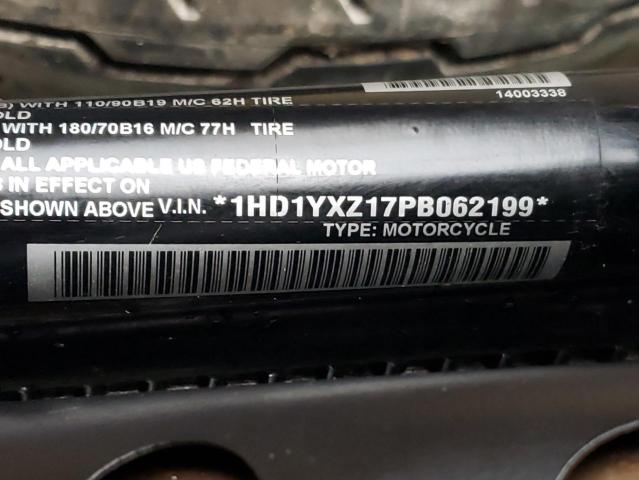 WITH 110/90B19 M/C 62H TIRE
OLD
WITH 180/70B16 M/C 77H TIRE
OLD
ALL APPLICABLE US FEDERAL MOTOR
IN EFFECT ON
SHOWN ABOVE V.I.N. *1HD1YXZ17PB062199*
TYPE: MOTORCYCLE
14003338